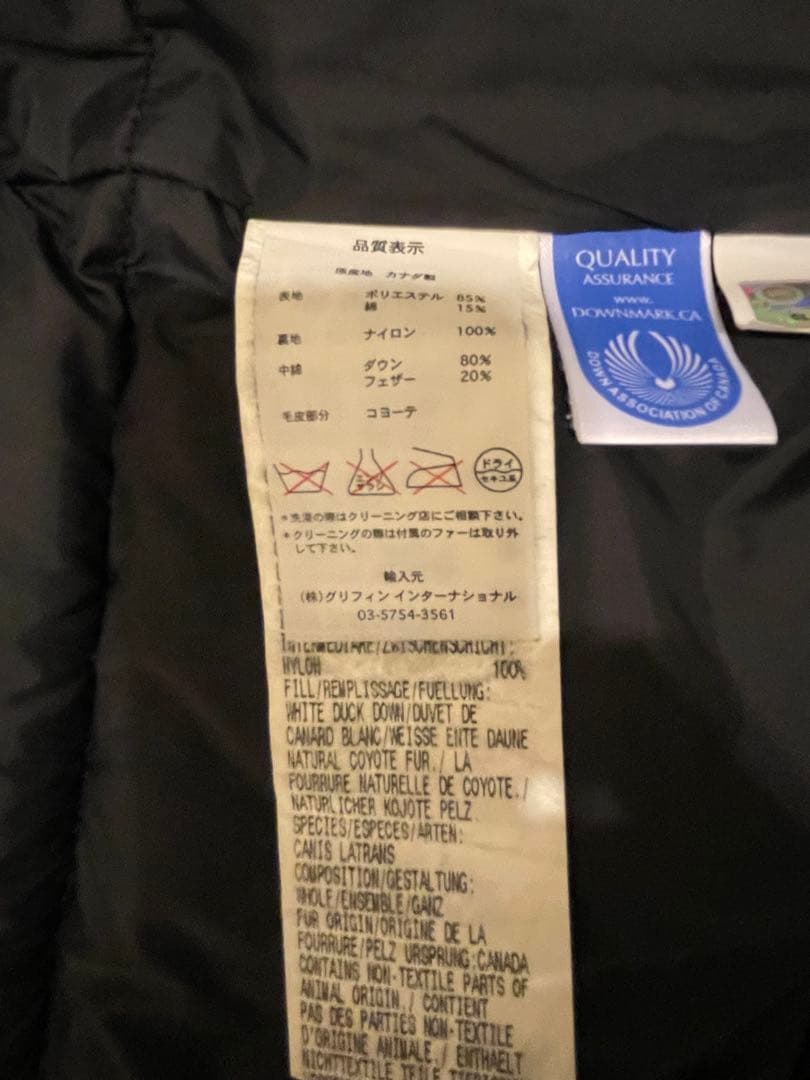 品質表示
原産地 カナダ製
表地 ポリエステル 85%
綿 15%
裏地 ナイロン 100%
中綿 ダウン 80%
フェザー 20%
毛皮部分 コヨーテ
ドライ
セキユ系
*洗濯の際はクリーニング店にご相談下さい。
*クリーニングの際は付属のファーは取り外
して下さい。
輸入元
(株)グリフィン インターナショナル
03-5754-3561
NYLON 100%
FILL/REMPLISSAGE/FUELLUNG:
WHITE DUCK DOWN/DUVET DE
CANARD BLANC/WEISSE ENTE DAUNE
NATURAL COYOTE FUR./ LA
FOURRURE NATURELLE DE COYOTE./
NATURLICHER KOJOTE PELZ
SPECIES/ESPECES/ARTEN:
CANIS LATRANS
COMPOSITION/GESTALTUNG:
WHOLE/ENSEMBLE/GANZ
FUR ORIGIN/ORIGINE DE LA
FOURRURE/PELZ URSPRUNG:CANADA
CONTAINS NON-TEXTILE PARTS OF
ANIMAL ORIGIN./ CONTIENT
PAS DES PARTIES NON-TEXTILE
D'ORIGINE ANIMALE./ ENTHAELT
NICHTTEXTILE TEILE
QUALITY
ASSURANCE
www.
DOWNMARK.CA
DOWN ASSOCIATION OF CANADA